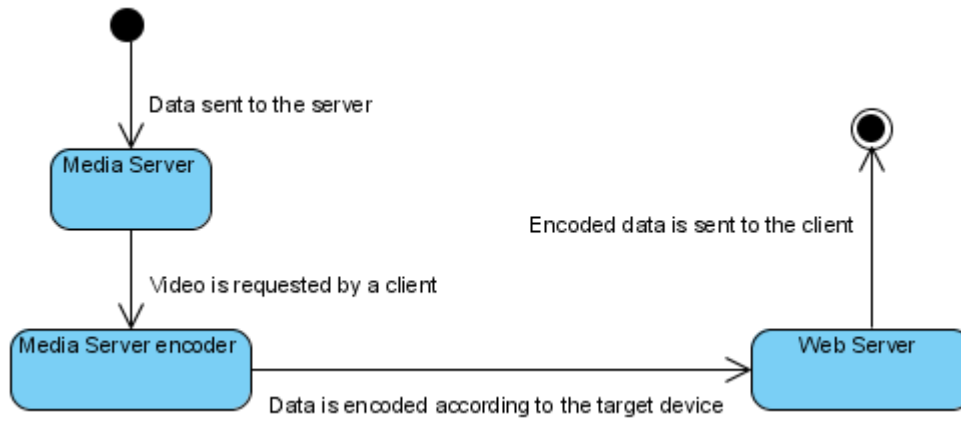 Data sent to the server
Media Server
Video is requested by a client
Media Server encoder
Data is encoded according to the target device
Web Server
Encoded data is sent to the client